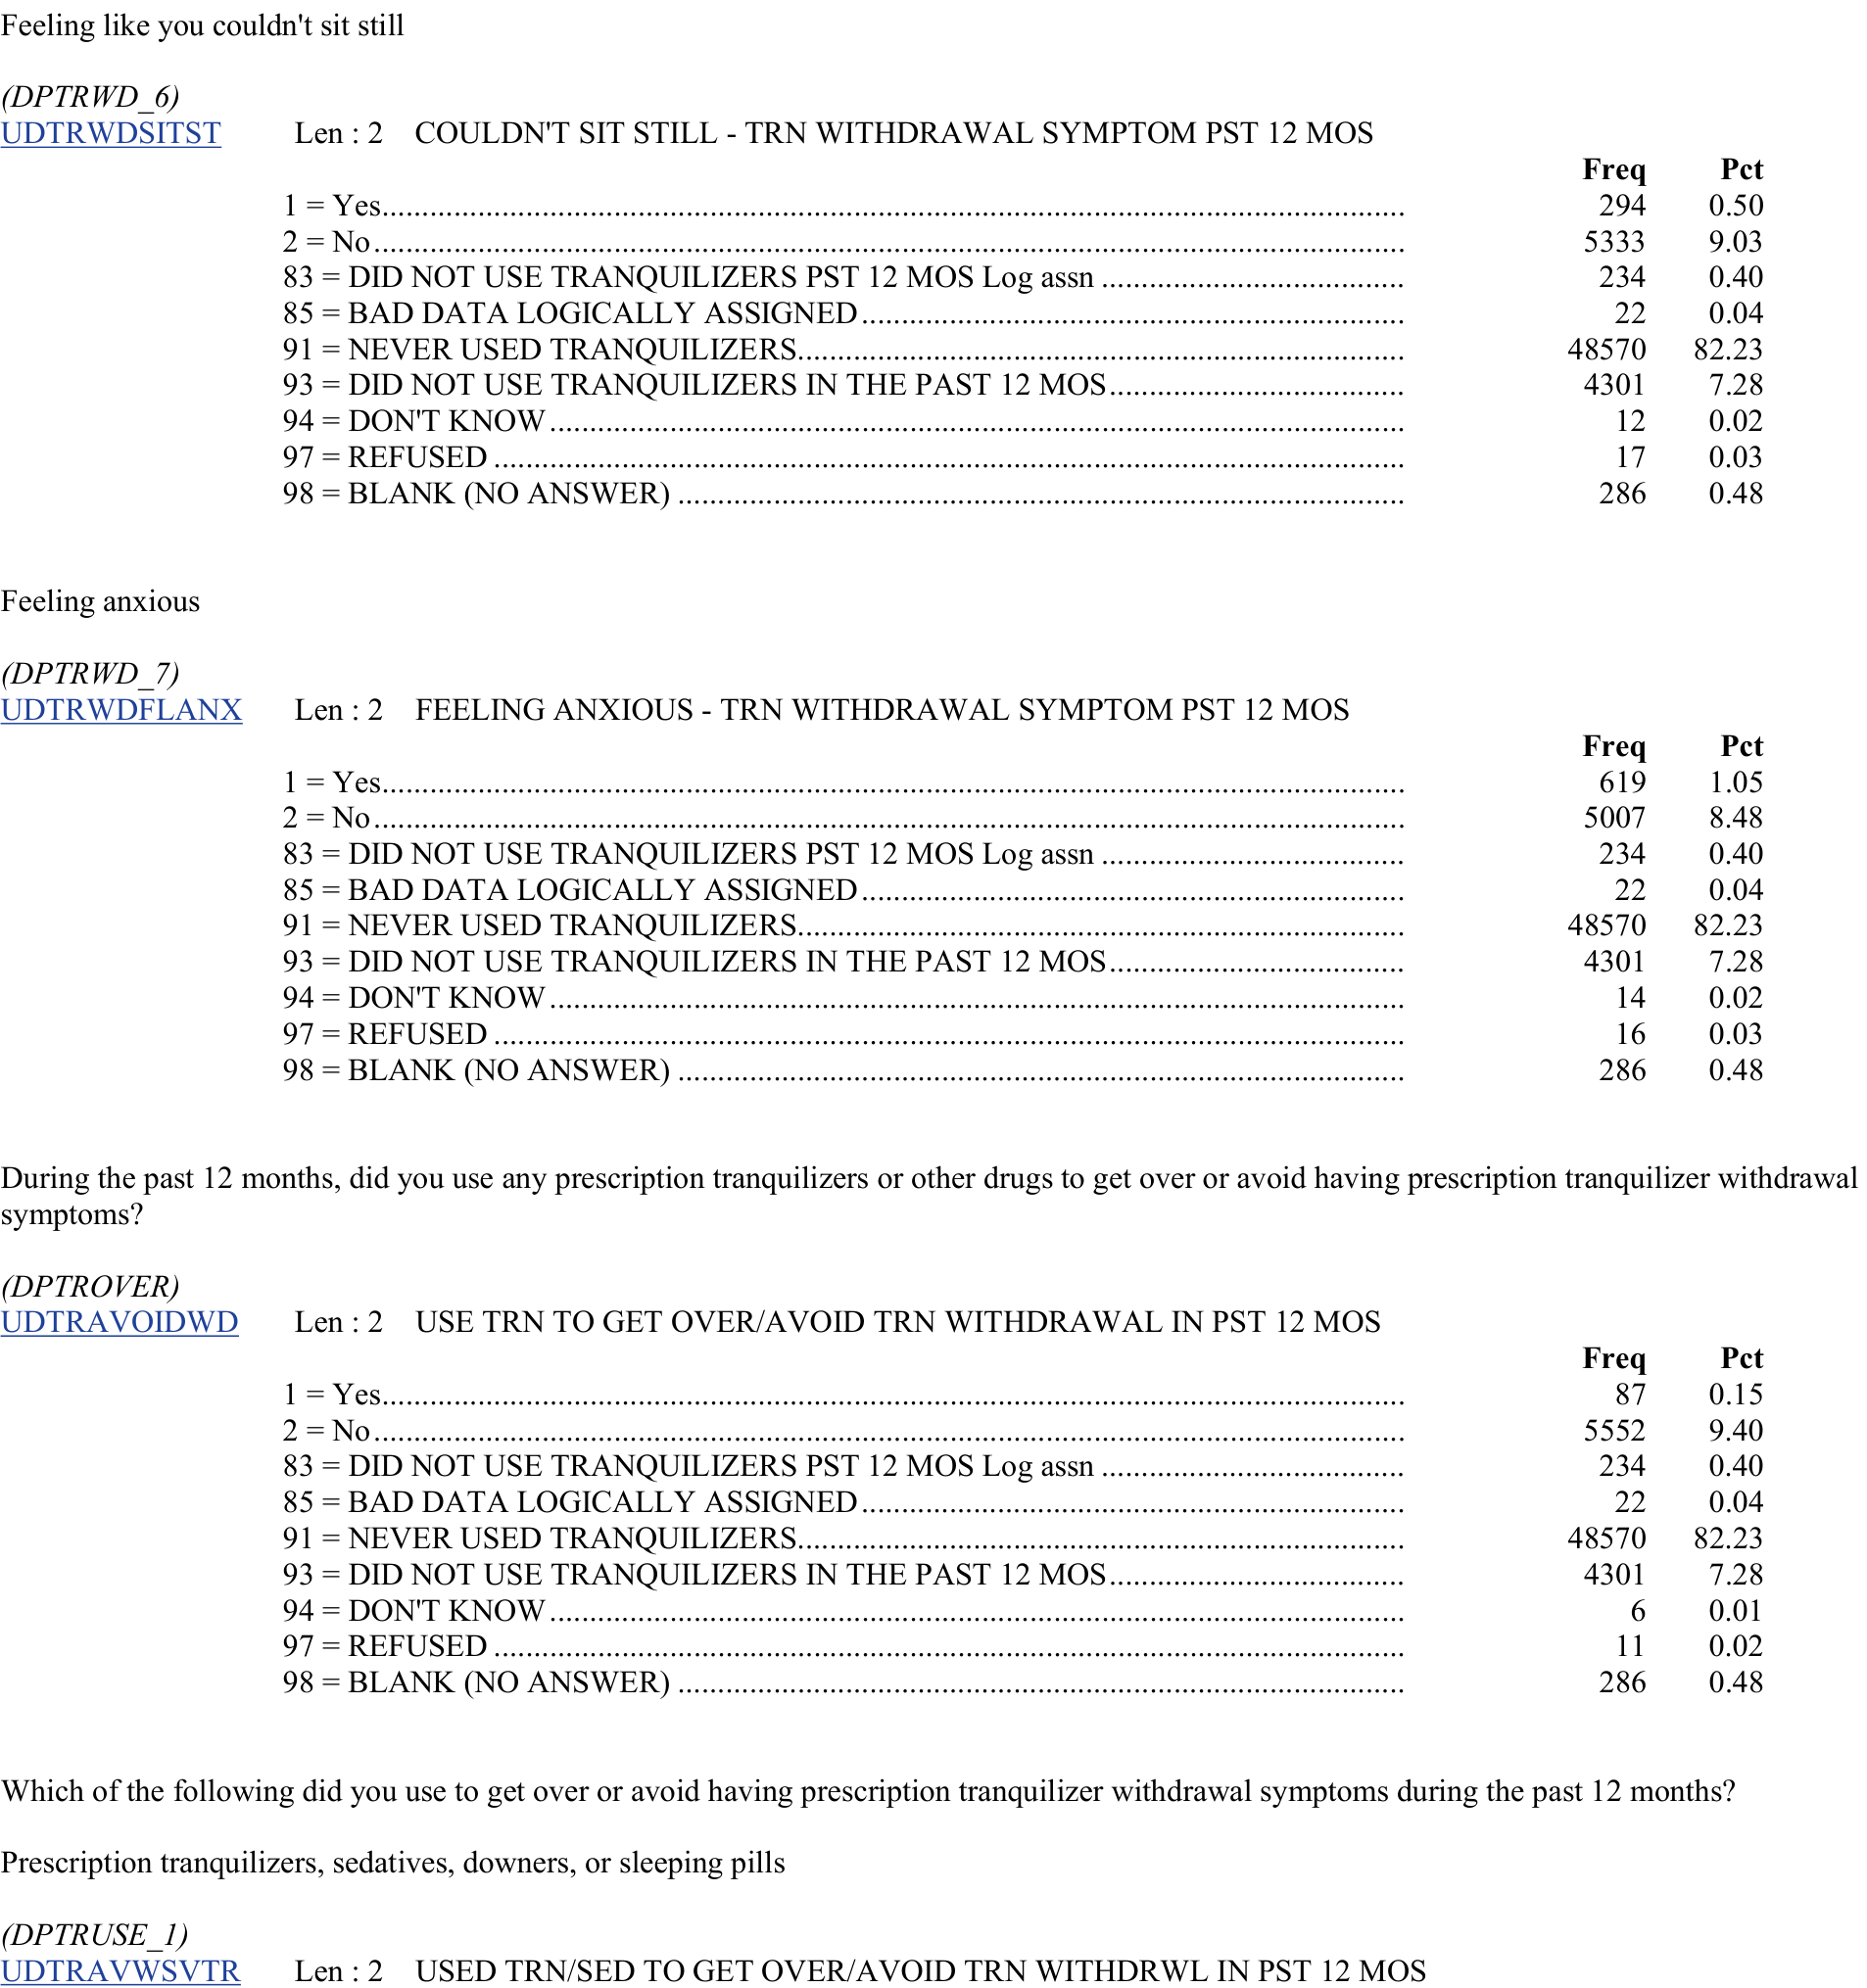 Feeling like you couldn't sit still
(DPTRWD_6)
UDTRWDSITST Len : 2 COULDN'T SIT STILL - TRN WITHDRAWAL SYMPTOM PST 12 MOS
Freq Pct
1 = Yes.................................................................................................................................. 294 0.50
2 = No................................................................................................................................... 5333 9.03
83 = DID NOT USE TRANQUILIZERS PST 12 MOS Log assn ...................................... 234 0.40
85 = BAD DATA LOGICALLY ASSIGNED.................................................................... 22 0.04
91 = NEVER USED TRANQUILIZERS............................................................................ 48570 82.23
93 = DID NOT USE TRANQUILIZERS IN THE PAST 12 MOS..................................... 4301 7.28
94 = DON'T KNOW........................................................................................................... 12 0.02
97 = REFUSED .................................................................................................................. 17 0.03
98 = BLANK (NO ANSWER) ........................................................................................... 286 0.48
Feeling anxious
(DPTRWD_7)
UDTRWDFLANX Len : 2 FEELING ANXIOUS - TRN WITHDRAWAL SYMPTOM PST 12 MOS
Freq Pct
1 = Yes.................................................................................................................................. 619 1.05
2 = No................................................................................................................................... 5007 8.48
83 = DID NOT USE TRANQUILIZERS PST 12 MOS Log assn ...................................... 234 0.40
85 = BAD DATA LOGICALLY ASSIGNED.................................................................... 22 0.04
91 = NEVER USED TRANQUILIZERS............................................................................ 48570 82.23
93 = DID NOT USE TRANQUILIZERS IN THE PAST 12 MOS..................................... 4301 7.28
94 = DON'T KNOW........................................................................................................... 14 0.02
97 = REFUSED .................................................................................................................. 16 0.03
98 = BLANK (NO ANSWER) ........................................................................................... 286 0.48
During the past 12 months, did you use any prescription tranquilizers or other drugs to get over or avoid having prescription tranquilizer withdrawal
symptoms?
(DPTROVER)
UDTRAVOIDWD Len : 2 USE TRN TO GET OVER/AVOID TRN WITHDRAWAL IN PST 12 MOS
Freq Pct
1 = Yes.................................................................................................................................. 87 0.15
2 = No................................................................................................................................... 5552 9.40
83 = DID NOT USE TRANQUILIZERS PST 12 MOS Log assn ...................................... 234 0.40
85 = BAD DATA LOGICALLY ASSIGNED.................................................................... 22 0.04
91 = NEVER USED TRANQUILIZERS............................................................................ 48570 82.23
93 = DID NOT USE TRANQUILIZERS IN THE PAST 12 MOS..................................... 4301 7.28
94 = DON'T KNOW........................................................................................................... 6 0.01
97 = REFUSED .................................................................................................................. 11 0.02
98 = BLANK (NO ANSWER) ........................................................................................... 286 0.48
Which of the following did you use to get over or avoid having prescription tranquilizer withdrawal symptoms during the past 12 months?
Prescription tranquilizers, sedatives, downers, or sleeping pills
(DPTRUSE_1)
UDTRAVWSVTR Len : 2 USED TRN/SED TO GET OVER/AVOID TRN WITHDRWL IN PST 12 MOS